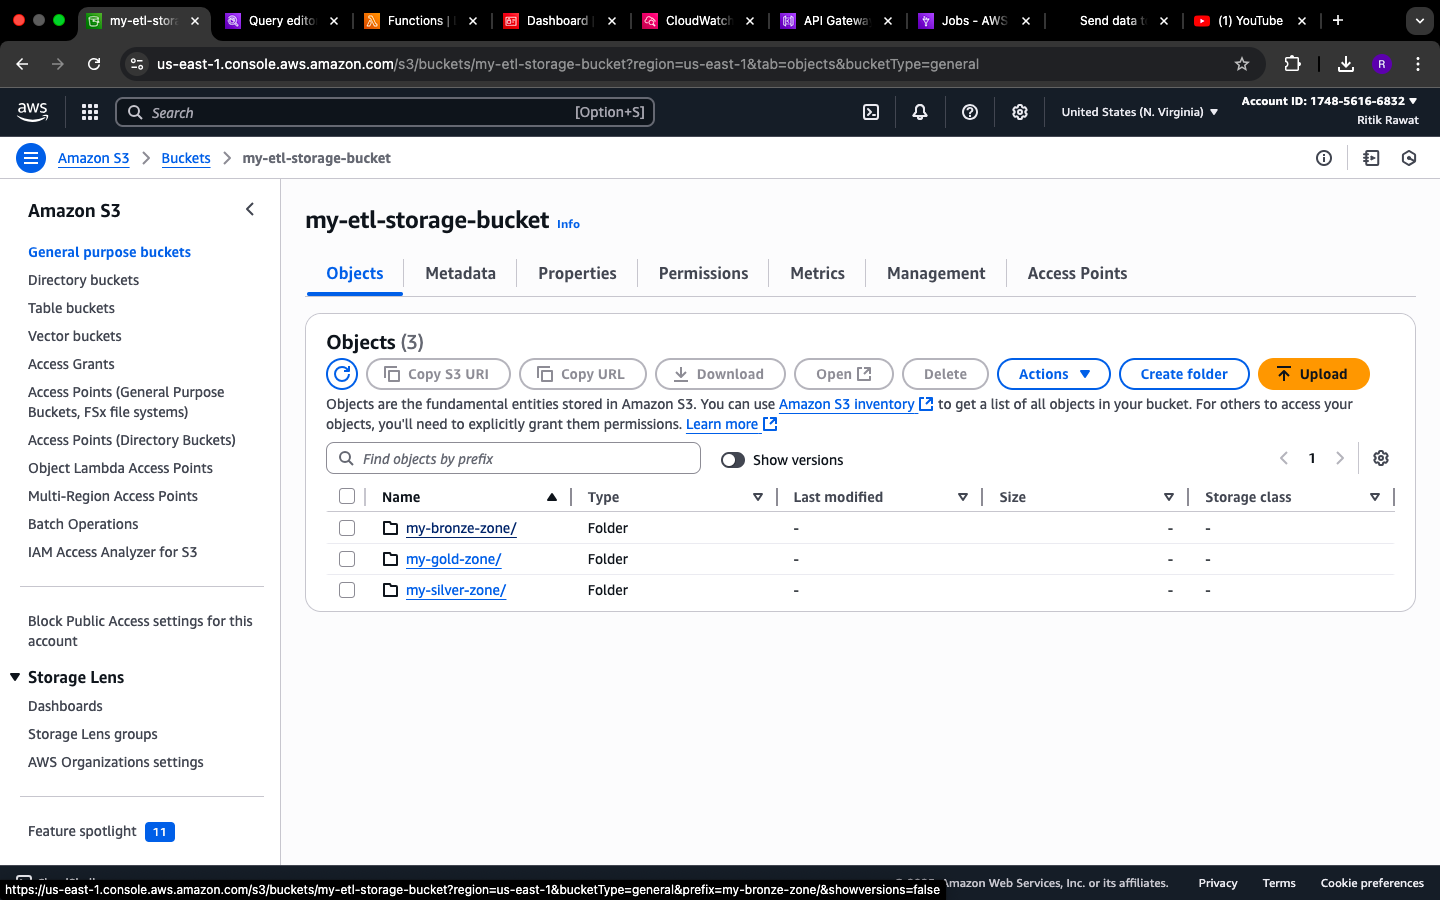 my-etl-stora
Query edito
Functions |
Dashboard |
CloudWatch
API Gateway
Jobs - AWS
Send data t
(1) YouTube
us-east-1.console.aws.amazon.com/s3/buckets/my-etl-storage-bucket?region=us-east-1&tab=objects&bucketType=general
R
aws
Search
[Option+S]
United States (N. Virginia)
Account ID: 1748-5616-6832
Ritik Rawat
Amazon S3
Buckets
my-etl-storage-bucket
Amazon S3
General purpose buckets
Directory buckets
Table buckets
Vector buckets
Access Grants
Access Points (General Purpose
Buckets, FSx file systems)
Access Points (Directory Buckets)
Object Lambda Access Points
Multi-Region Access Points
Batch Operations
IAM Access Analyzer for S3
Block Public Access settings for this
account
Storage Lens
Dashboards
Storage Lens groups
AWS Organizations settings
Feature spotlight 11
my-etl-storage-bucket Info
Objects
Metadata
Properties
Permissions
Metrics
Management
Access Points
Objects (3)
Copy S3 URI
Copy URL
Download
Open
Delete
Actions
Create folder
Upload
Objects are the fundamental entities stored in Amazon S3. You can use Amazon S3 inventory to get a list of all objects in your bucket. For others to access your
objects, you'll need to explicitly grant them permissions. Learn more
Find objects by prefix
Show versions
1
Name Type Last modified Size Storage class
my-bronze-zone/ Folder - - -
my-gold-zone/ Folder - - -
my-silver-zone/ Folder - - -
https://us-east-1.console.aws.amazon.com/s3/buckets/my-etl-storage-bucket?region=us-east-1&bucketType=general&prefix=my-bronze-zone/&showversions=false
Amazon Web Services, Inc. or its affiliates.
Privacy
Terms
Cookie preferences